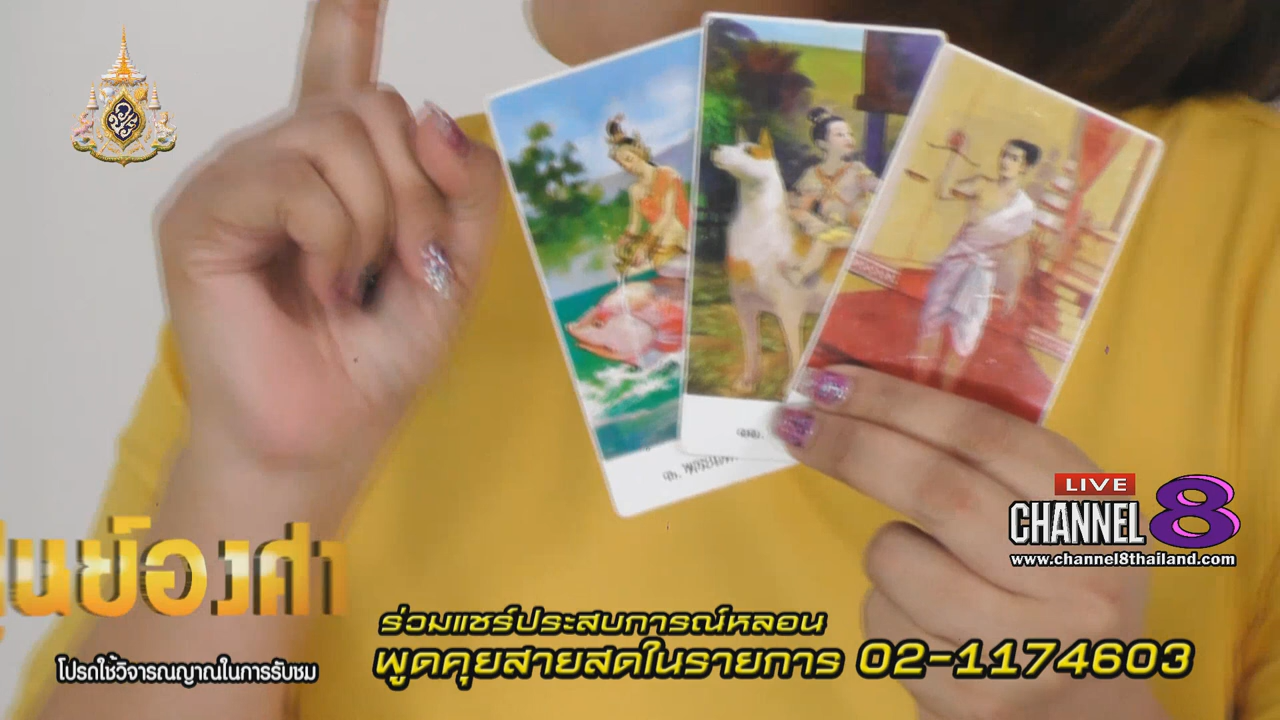 LIVE
CHANNEL 8
www.channel8thailand.com
ร่วมแชร์ประสบการณ์หลอน
พูดคุยสายสดในรายการ 02-1174603
โปรดใช้วิจารณญาณในการรับชม